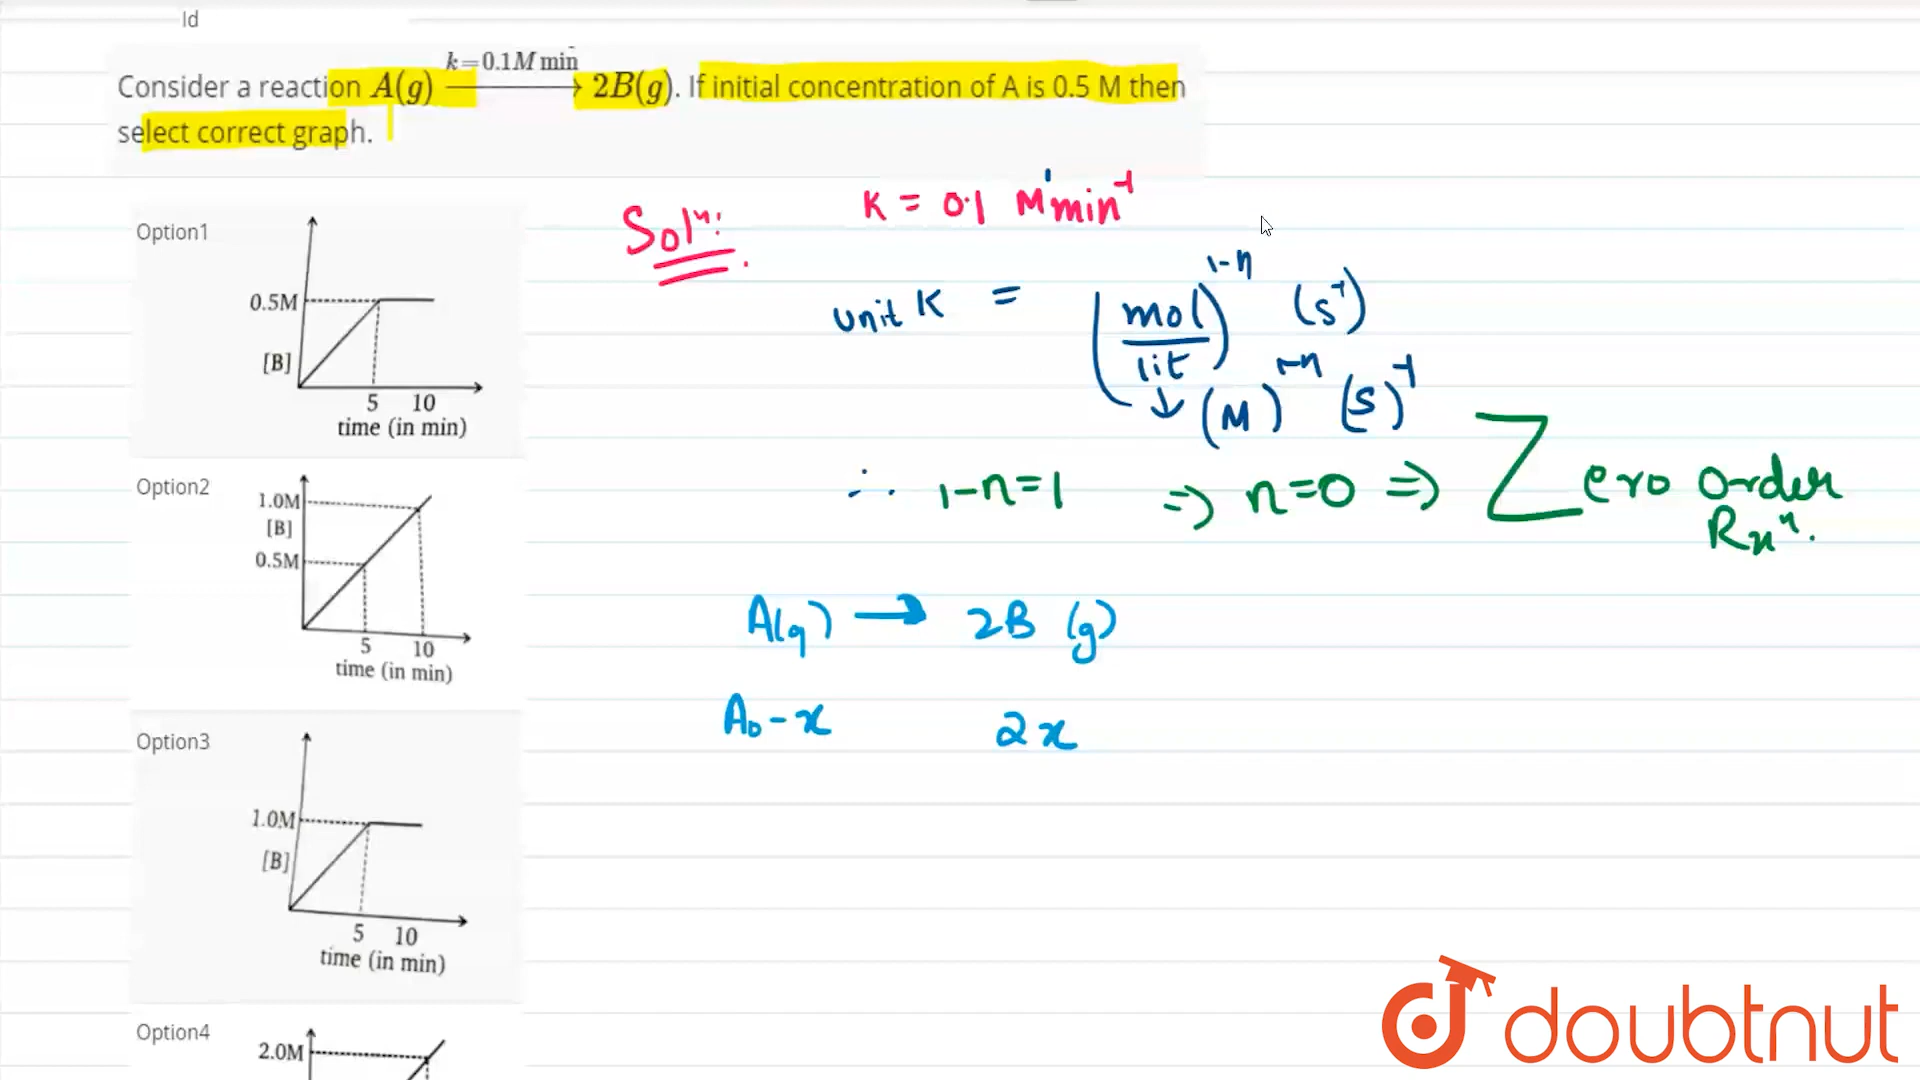 Id
Consider a reaction A(g) k=0.1M min⁻ → 2B(g). If initial concentration of A is 0.5 M then
select correct graph.
Solⁿ:
K = 0.1 M¹min⁻¹
Option1
0.5M
[B]
5 10
time (in min)
unit K = (mol/lit)^1-n (s⁻¹)
↓ (M)^1-n (s)⁻¹
∴ 1-n=1 ⇒ n=0 ⇒ Zero Order
Rxⁿ.
Option2
1.0M
[B]
0.5M
5 10
time (in min)
A(g) → 2B (g)
A₀-x 2x
Option3
1.0M
[B]
5 10
time (in min)
Option4
2.0M
doubtnut